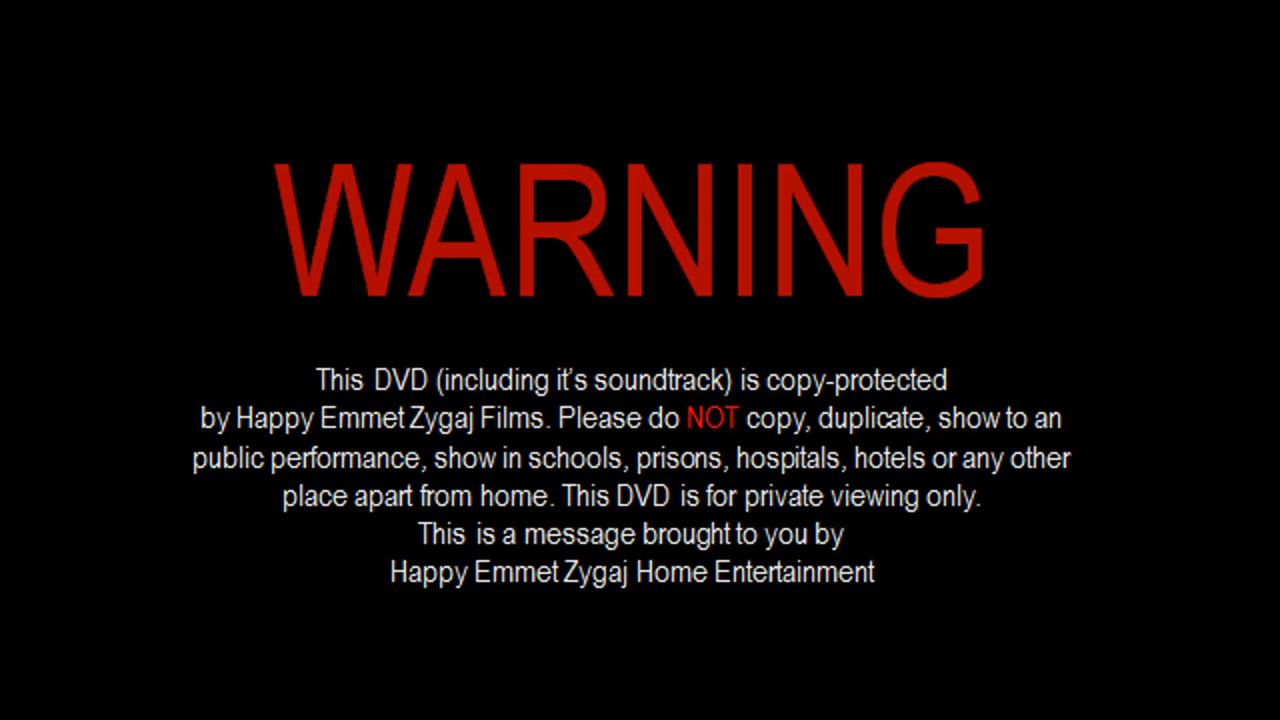 WARNING
This DVD (including it's soundtrack) is copy-protected
by Happy Emmet Zygaj Films. Please do NOT copy, duplicate, show to an
public performance, show in schools, prisons, hospitals, hotels or any other
place apart from home. This DVD is for private viewing only.
This is a message brought to you by
Happy Emmet Zygaj Home Entertainment